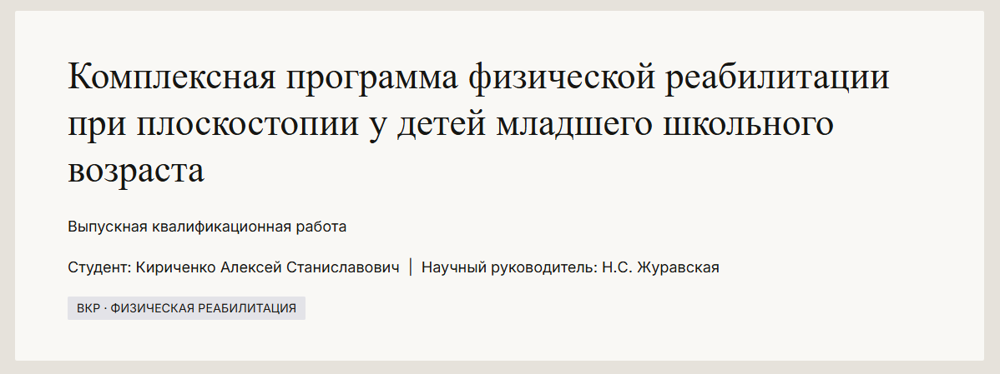 Комплексная программа физической реабилитации
при плоскостопии у детей младшего школьного
возраста
Выпускная квалификационная работа
Студент: Кириченко Алексей Станиславович | Научный руководитель: Н.С. Журавская
ВКР · ФИЗИЧЕСКАЯ РЕАБИЛИТАЦИЯ